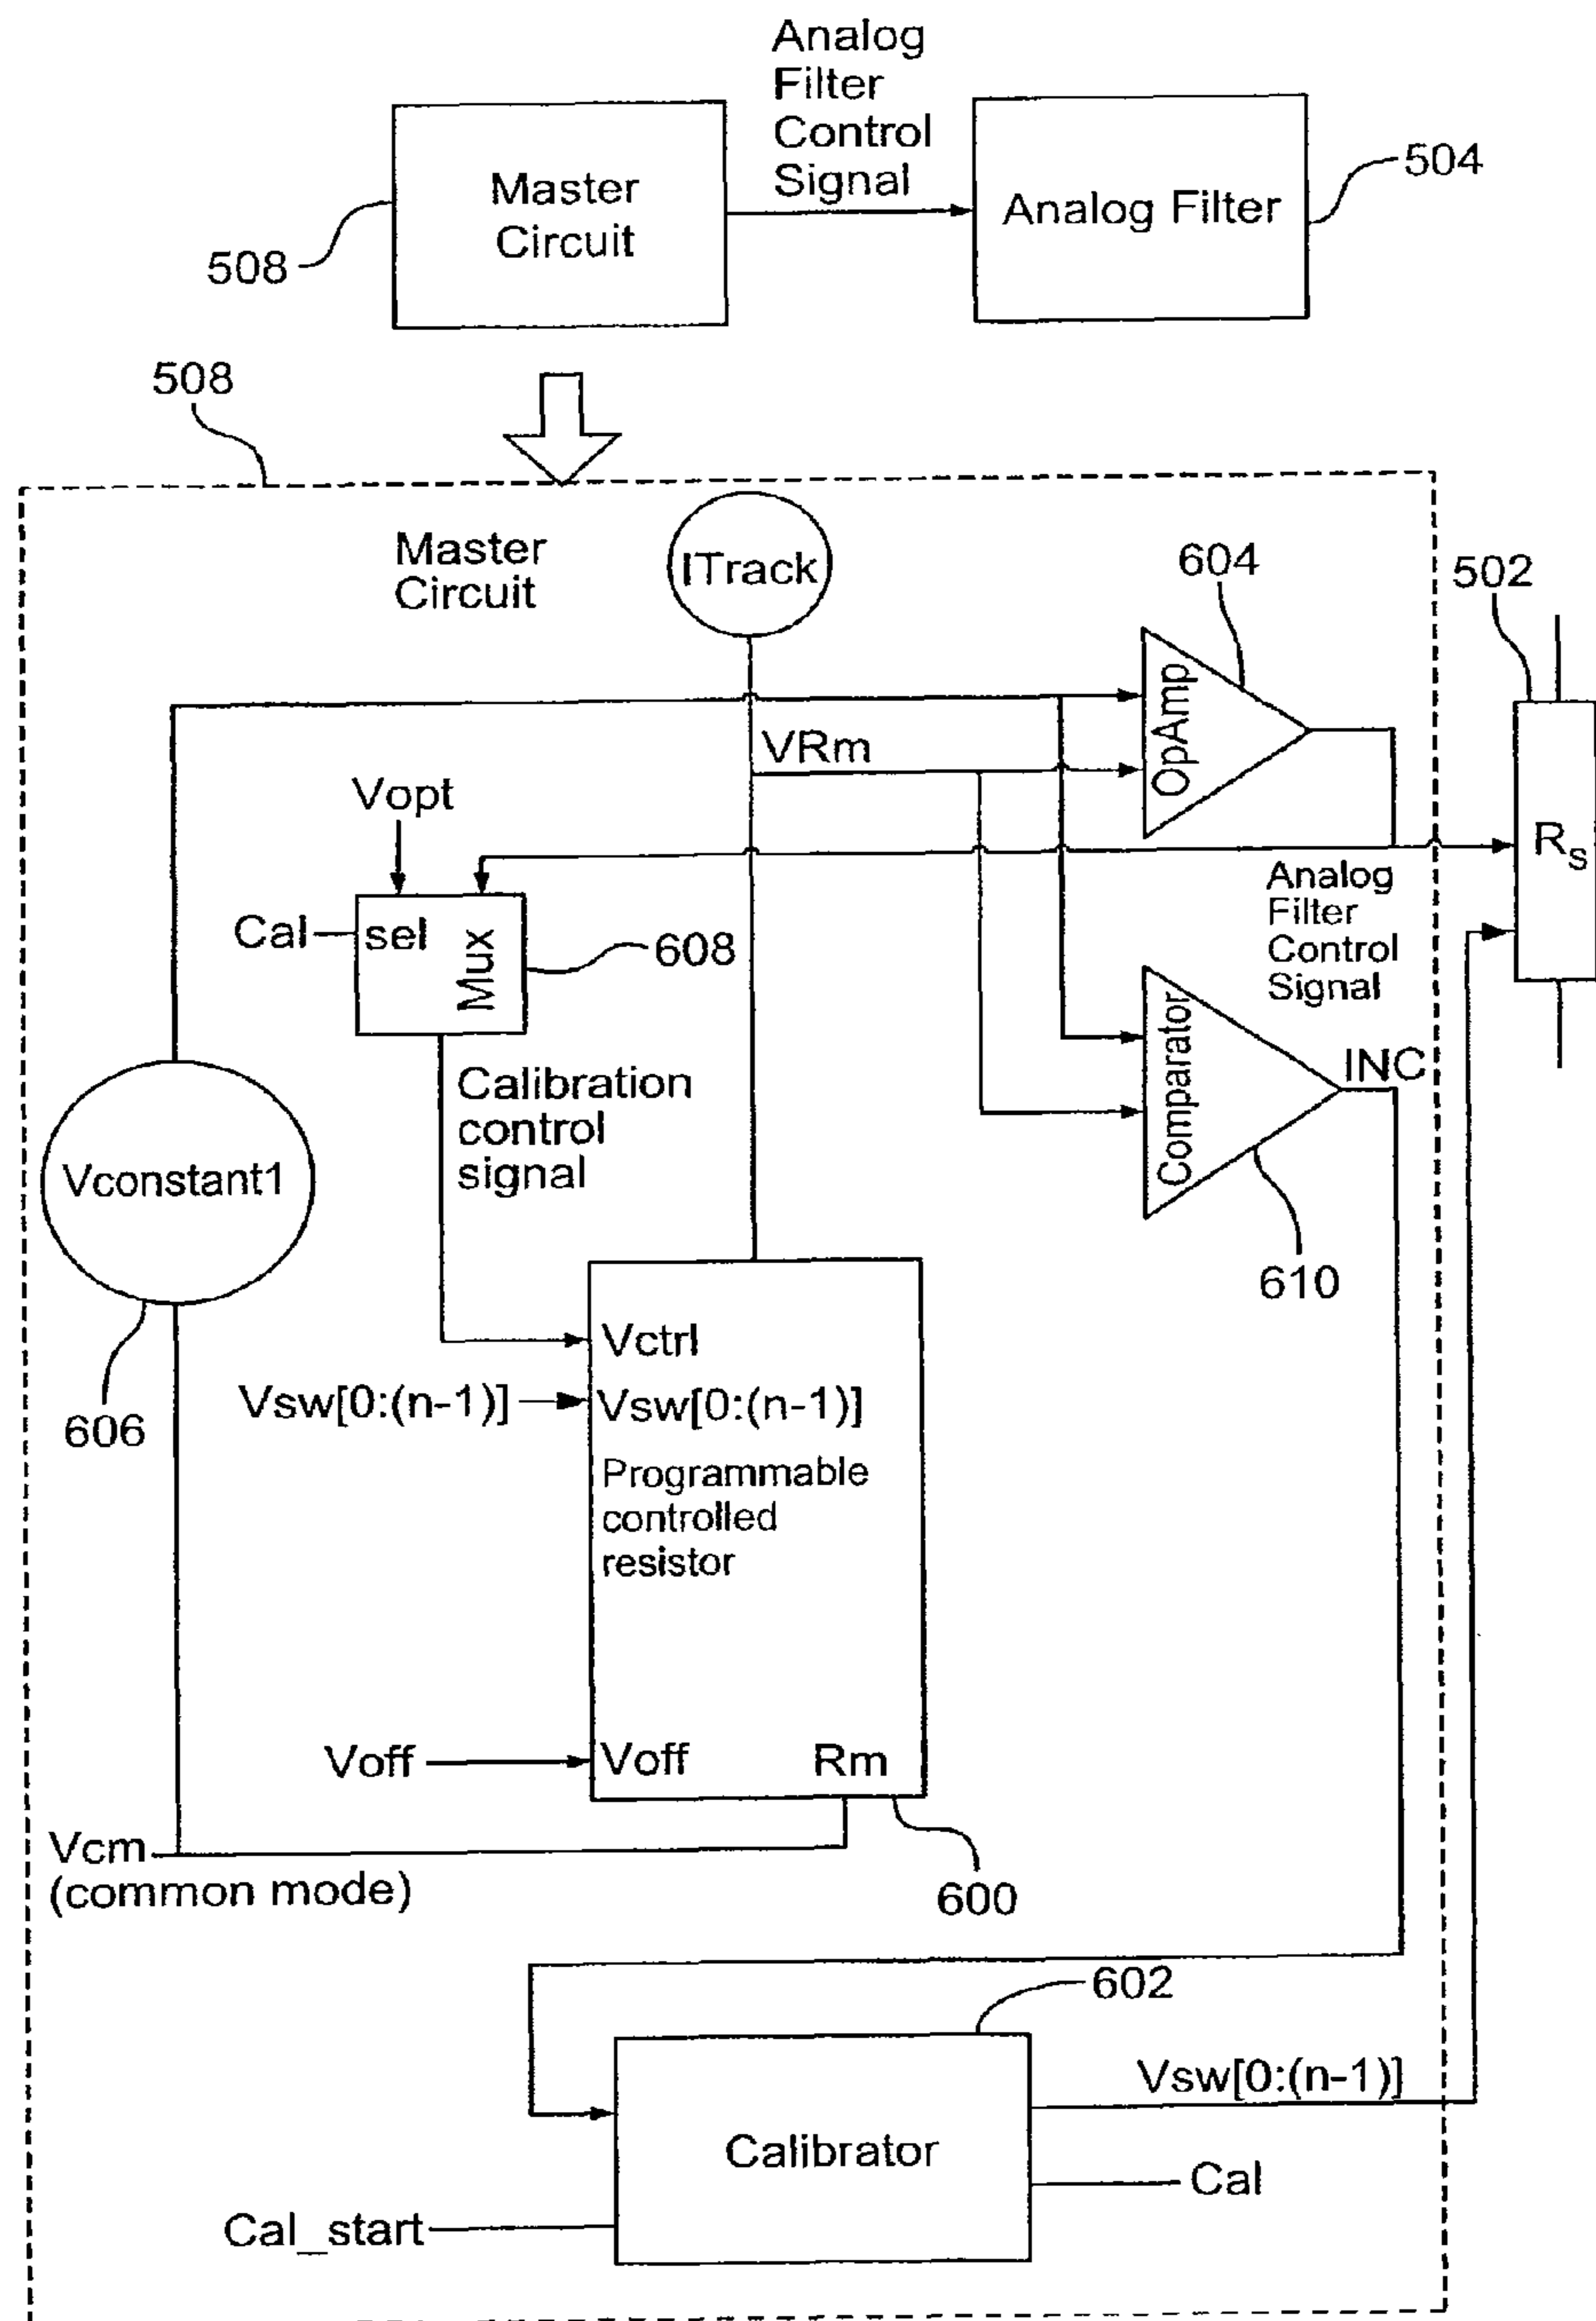 Analog
Filter
Control
Signal
Master
Circuit
Analog Filter
504
508
508
Master
Circuit
ITrack
604
502
OpAmp
VRm
Vopt
Rs
Cal
sel
Mux
608
Analog
Filter
Control
Signal
Comparator
INC
Calibration
control
signal
Vconstant1
610
606
Vctrl
Vsw[0:(n-1)]
Vsw[0:(n-1)]
Programmable
controlled
resistor
Voff
Voff
Rm
Vcm
(common mode)
600
602
Vsw[0:(n-1)]
Calibrator
Cal
Cal_start